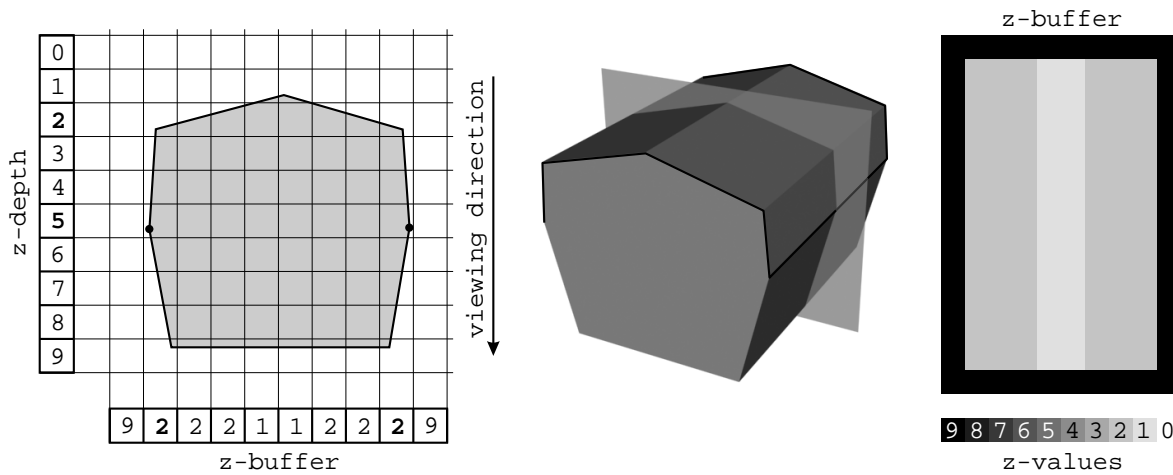 z-depth
0
1
2
3
4
5
6
7
8
9
viewing direction
9 2 2 2 1 1 2 2 2 9
z-buffer
z-buffer
9 8 7 6 5 4 3 2 1 0
z-values